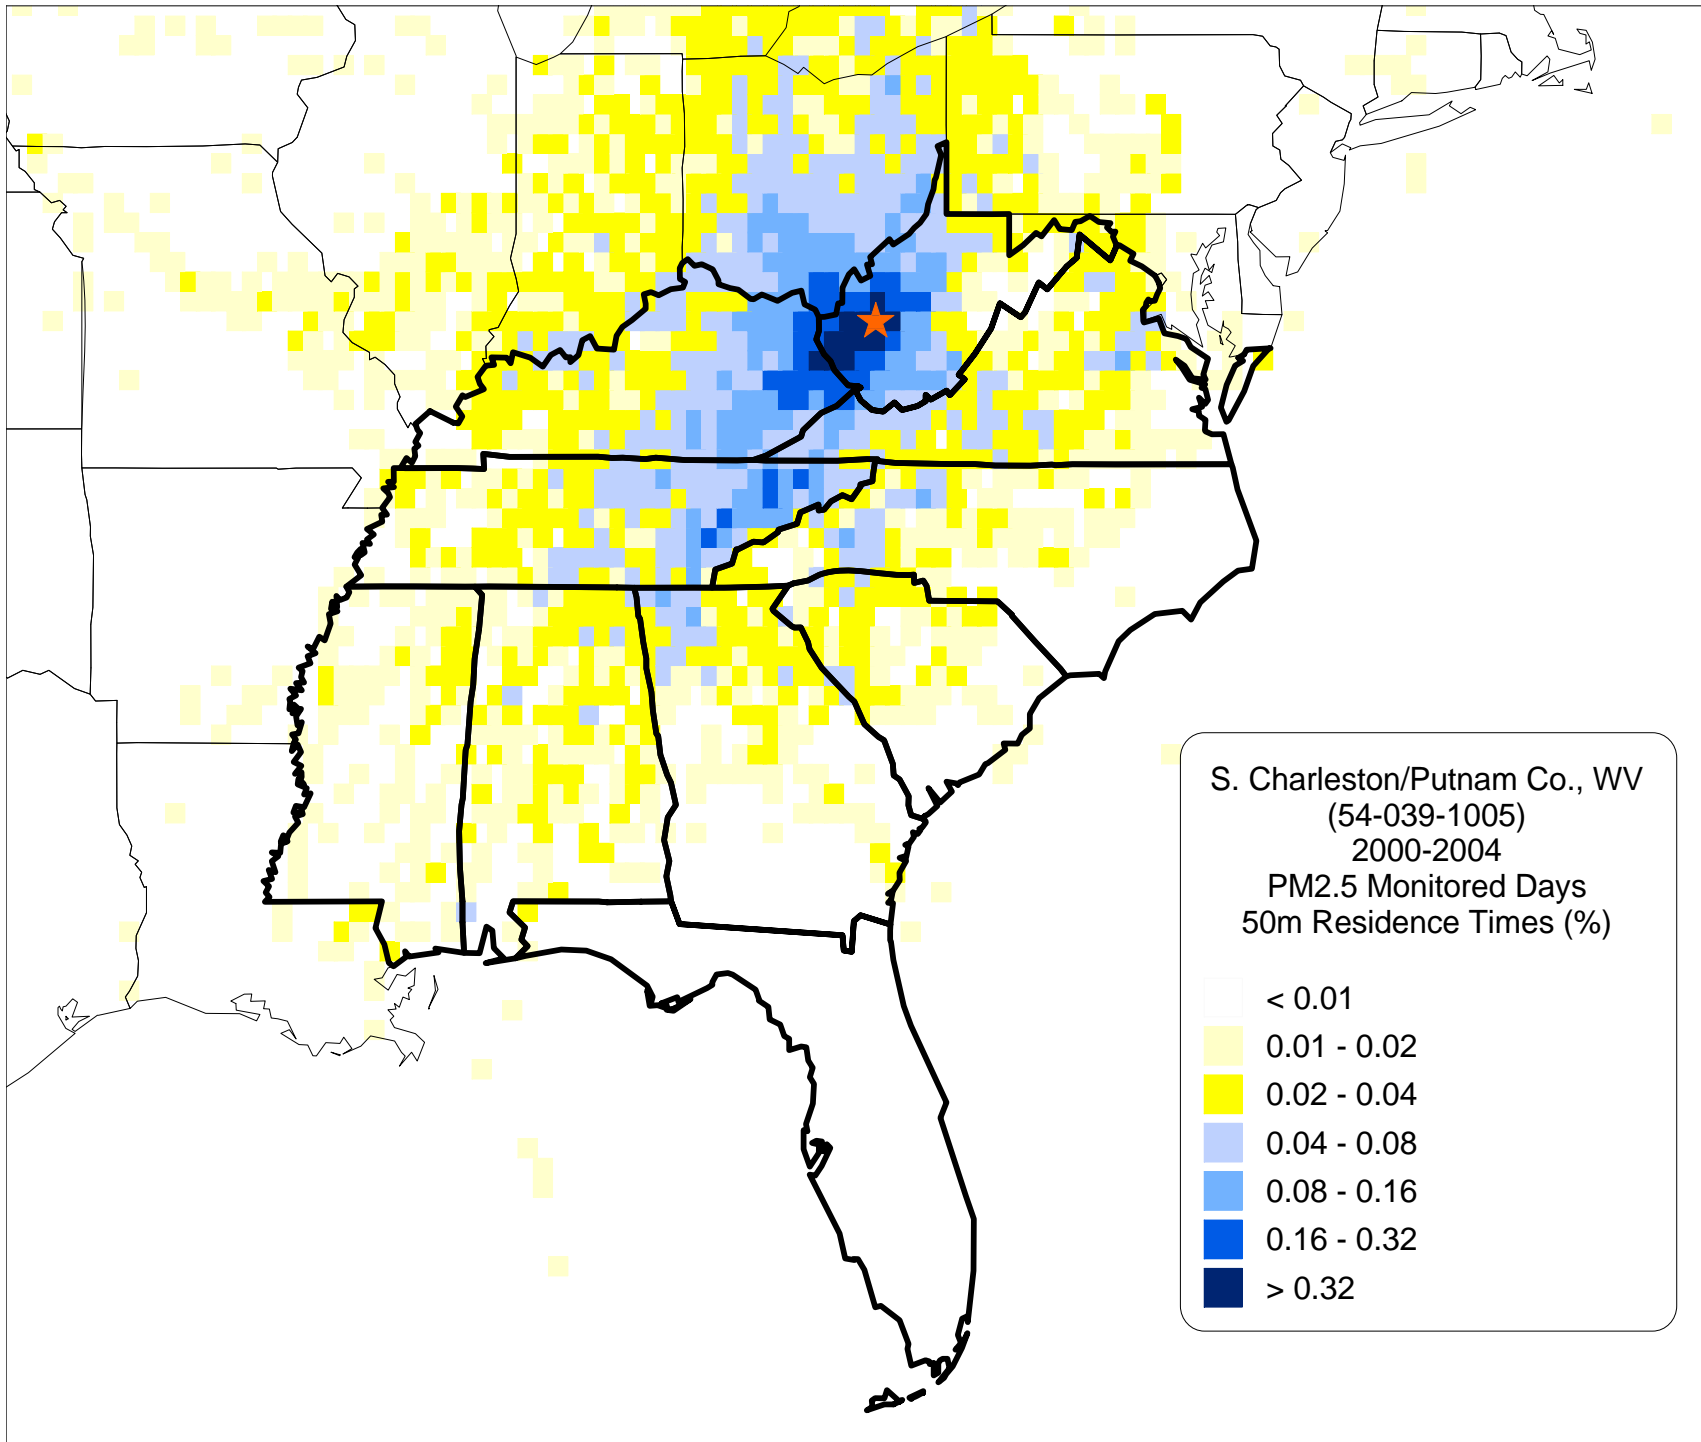 S. Charleston/Putnam Co., WV
(54-039-1005)
2000-2004
PM2.5 Monitored Days
50m Residence Times (%)
< 0.01
0.01 - 0.02
0.02 - 0.04
0.04 - 0.08
0.08 - 0.16
0.16 - 0.32
> 0.32